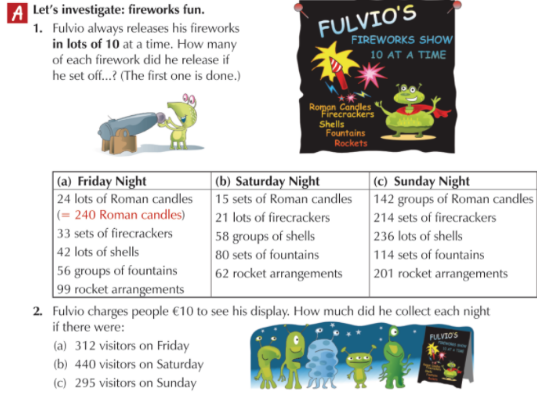 A Let's investigate: fireworks fun.
1. Fulvio always releases his fireworks
in lots of 10 at a time. How many
of each firework did he release if
he set off...? (The first one is done.)
FULVIO'S
FIREWORKS SHOW
10 AT A TIME
Roman Candles
Firecrackers
Shells
Fountains
Rockets
(a) Friday Night
24 lots of Roman candles
(= 240 Roman candles)
33 sets of firecrackers
42 lots of shells
56 groups of fountains
99 rocket arrangements
(b) Saturday Night
15 sets of Roman candles
21 lots of firecrackers
58 groups of shells
80 sets of fountains
62 rocket arrangements
(c) Sunday Night
142 groups of Roman candles
214 sets of firecrackers
236 lots of shells
114 sets of fountains
201 rocket arrangements
2. Fulvio charges people €10 to see his display. How much did he collect each night
if there were:
(a) 312 visitors on Friday
(b) 440 visitors on Saturday
(c) 295 visitors on Sunday
FULVIO'S